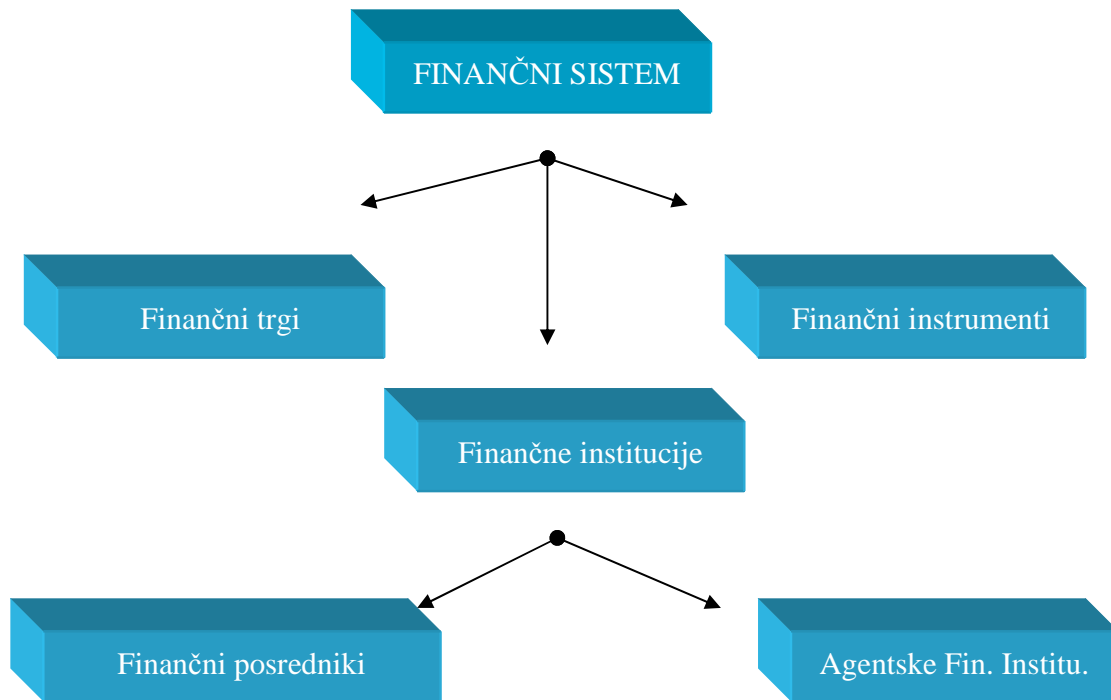 FINANČNI SISTEM
Finančni trgi
Finančni instrumenti
Finančne institucije
Finančni posredniki
Agentske Fin. Institu.